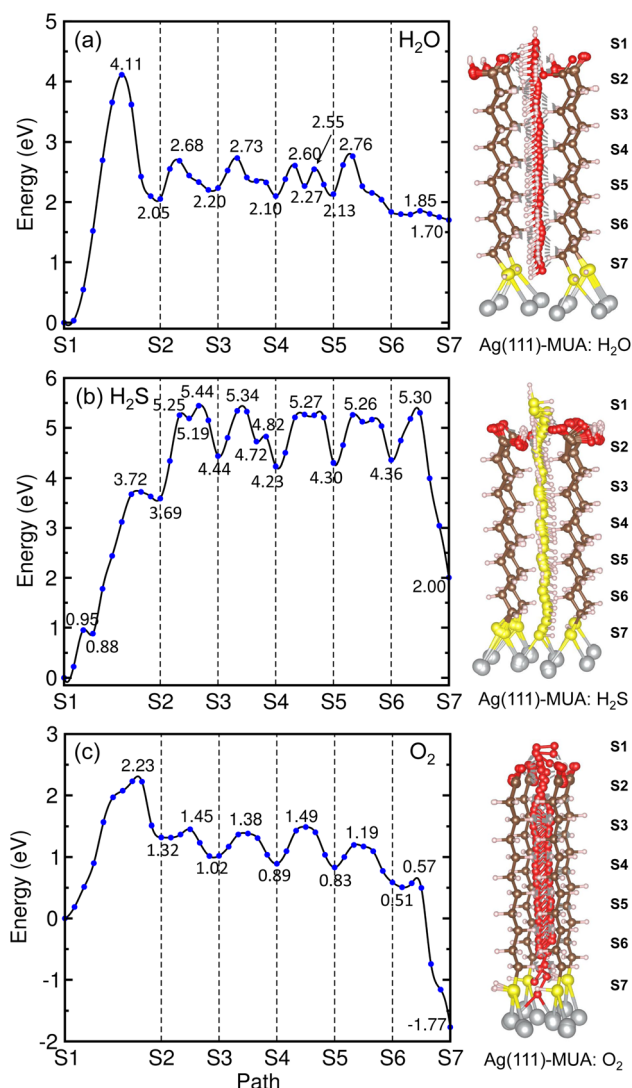 (a) H₂O
Energy (eV)
5
4
3
2
1
0
4.11
2.05
2.68
2.20
2.73
2.10
2.60
2.27
2.55
2.13
2.76
1.85
1.70
S1 S2 S3 S4 S5 S6 S7
S1
S2
S3
S4
S5
S6
S7
Ag(111)-MUA: H₂O
(b) H₂S
Energy (eV)
6
5
4
3
2
1
0
0.95
0.88
3.72
3.69
5.25
5.19
5.44
4.44
5.34
4.72
4.82
4.23
5.27
4.30
5.26
4.36
5.30
2.00
S1 S2 S3 S4 S5 S6 S7
S1
S2
S3
S4
S5
S6
S7
Ag(111)-MUA: H₂S
(c) O₂
Energy (eV)
3
2
1
0
-1
-2
2.23
1.32
1.45
1.02
1.38
0.89
1.49
0.83
1.19
0.51
0.57
-1.77
S1 S2 S3 S4 S5 S6 S7
Path
S1
S2
S3
S4
S5
S6
S7
Ag(111)-MUA: O₂